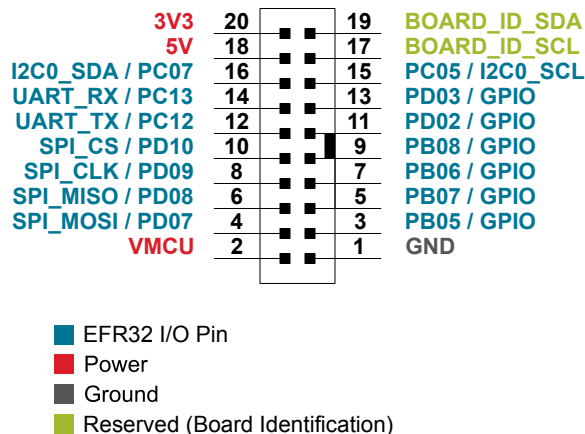 3V3 20 19 BOARD_ID_SDA
5V 18 17 BOARD_ID_SCL
I2C0_SDA / PC07 16 15 PC05 / I2C0_SCL
UART_RX / PC13 14 13 PD03 / GPIO
UART_TX / PC12 12 11 PD02 / GPIO
SPI_CS / PD10 10 9 PB08 / GPIO
SPI_CLK / PD09 8 7 PB06 / GPIO
SPI_MISO / PD08 6 5 PB07 / GPIO
SPI_MOSI / PD07 4 3 PB05 / GPIO
VMCU 2 1 GND
EFR32 I/O Pin
Power
Ground
Reserved (Board Identification)